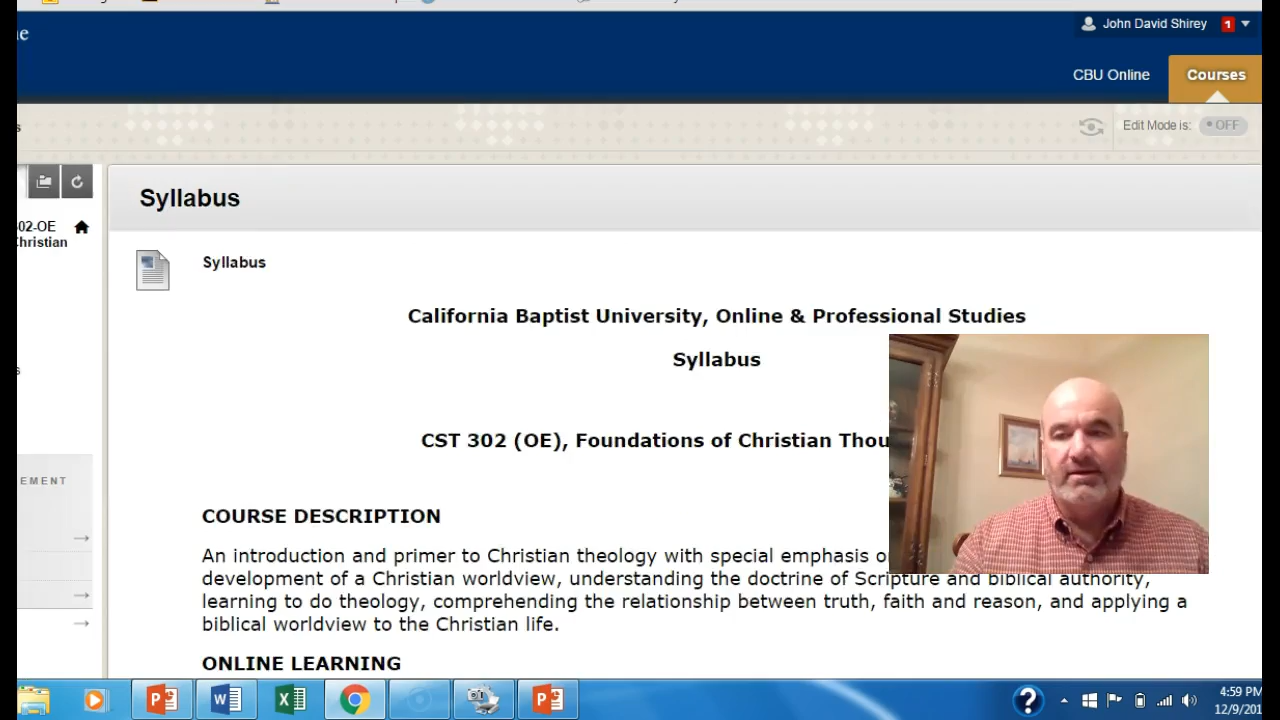 ne
John David Shirey 1
CBU Online Courses
s
Edit Mode is: OFF
Syllabus
302-OE
Christian
Syllabus
California Baptist University, Online & Professional Studies
Syllabus
s
CST 302 (OE), Foundations of Christian Thou
EMENT
COURSE DESCRIPTION
An introduction and primer to Christian theology with special emphasis o
development of a Christian worldview, understanding the doctrine of Scripture and biblical authority,
learning to do theology, comprehending the relationship between truth, faith and reason, and applying a
biblical worldview to the Christian life.
ONLINE LEARNING
4:59 PM
12/9/201